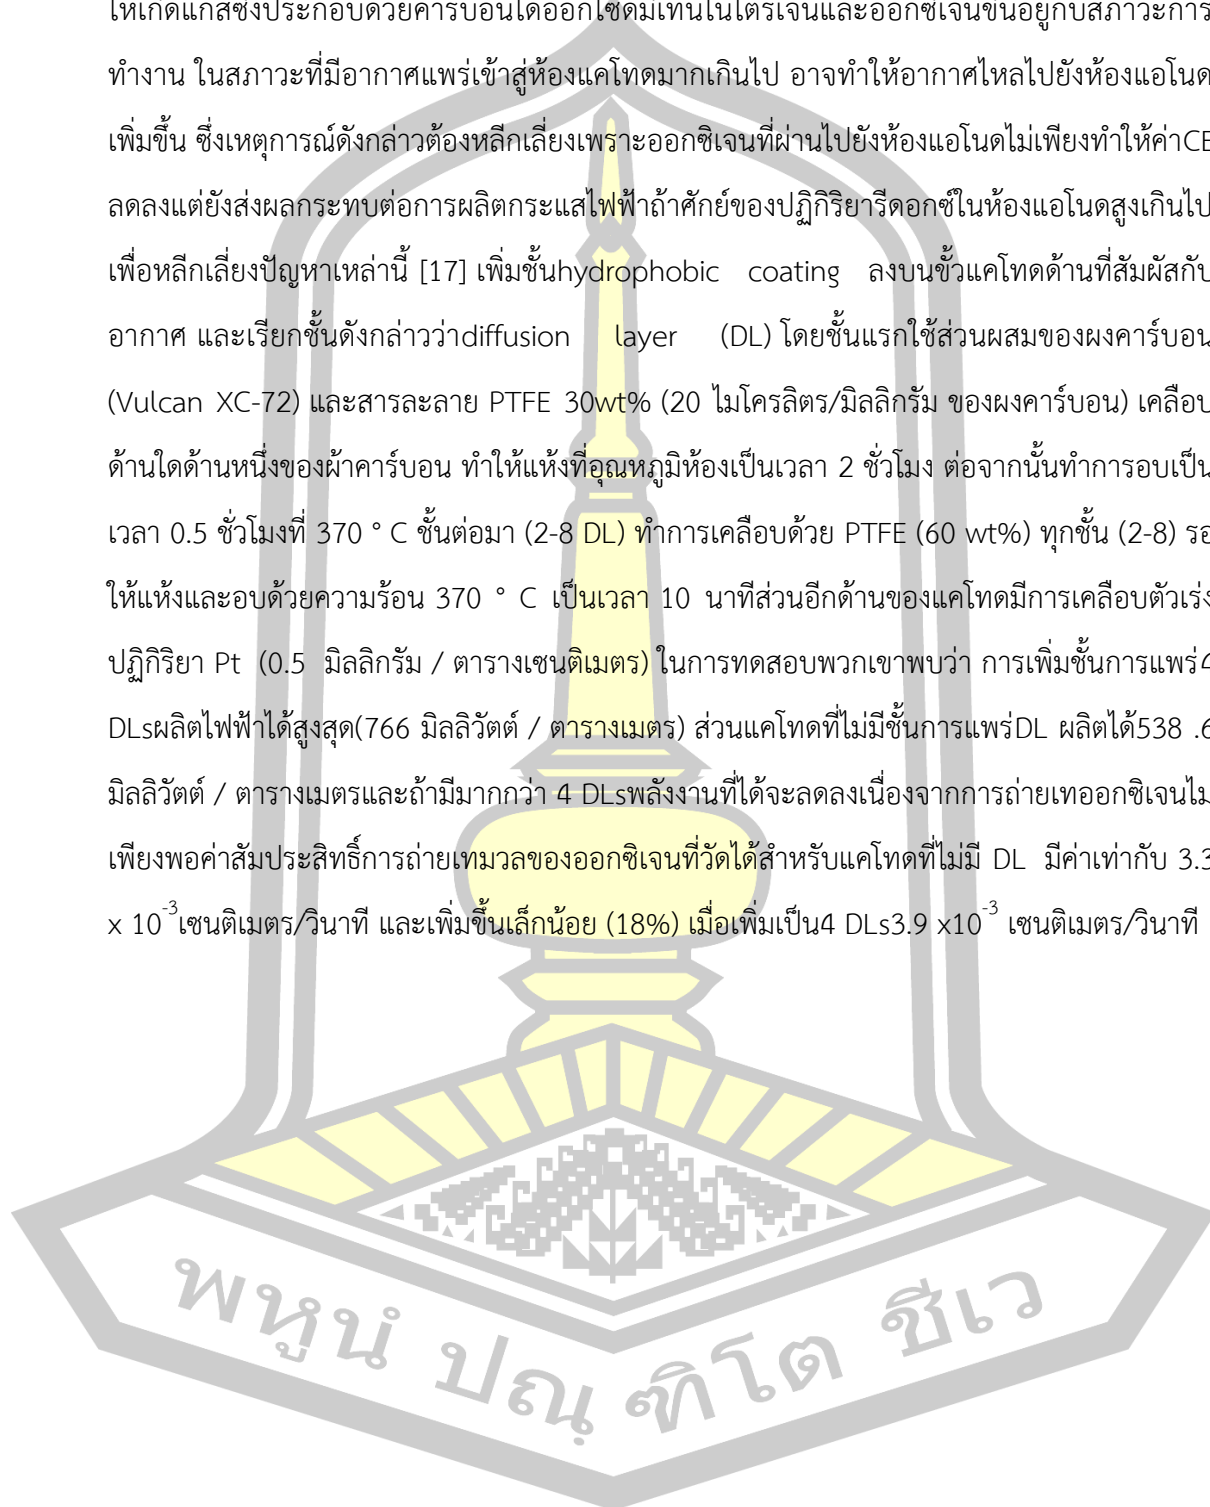 ให้เกิดแก๊สซึ่งประกอบด้วยคาร์บอนไดออกไซด์มีเทนไนโตรเจนและออกซิเจนขึ้นอยู่กับสภาวะการ
ทำงาน ในสภาวะที่มีอากาศแพร่เข้าสู่ห้องแคโทดมากเกินไป อาจทำให้อากาศไหลไปยังห้องแอโนด
เพิ่มขึ้น ซึ่งเหตุการณ์ดังกล่าวต้องหลีกเลี่ยงเพราะออกซิเจนที่ผ่านไปยังห้องแอโนดไม่เพียงทำให้ค่าCE
ลดลงแต่ยังส่งผลกระทบต่อการผลิตกระแสไฟฟ้าถ้าศักย์ของปฏิกิริยารีดอกซ์ในห้องแอโนดสูงเกินไป
เพื่อหลีกเลี่ยงปัญหาเหล่านี้ [17] เพิ่มชั้นhydrophobic coating ลงบนขั้วแคโทดด้านที่สัมผัสกับ
อากาศ และเรียกชั้นดังกล่าวว่าdiffusion layer (DL) โดยชั้นแรกใช้ส่วนผสมของผงคาร์บอน
(Vulcan XC-72) และสารละลาย PTFE 30wt% (20 ไมโครลิตร/มิลลิกรัม ของผงคาร์บอน) เคลือบ
ด้านใดด้านหนึ่งของผ้าคาร์บอน ทำให้แห้งที่อุณหภูมิห้องเป็นเวลา 2 ชั่วโมง ต่อจากนั้นทำการอบเป็น
เวลา 0.5 ชั่วโมงที่ 370 ° C ชั้นต่อมา (2-8 DL) ทำการเคลือบด้วย PTFE (60 wt%) ทุกชั้น (2-8) รอ
ให้แห้งและอบด้วยความร้อน 370 ° C เป็นเวลา 10 นาทีส่วนอีกด้านของแคโทดมีการเคลือบตัวเร่ง
ปฏิกิริยา Pt (0.5 มิลลิกรัม / ตารางเซนติเมตร) ในการทดสอบพวกเขาพบว่า การเพิ่มชั้นการแพร่4
DLsผลิตไฟฟ้าได้สูงสุด(766 มิลลิวัตต์ / ตารางเมตร) ส่วนแคโทดที่ไม่มีชั้นการแพร่DL ผลิตได้538 .6
มิลลิวัตต์ / ตารางเมตรและถ้ามีมากกว่า 4 DLsพลังงานที่ได้จะลดลงเนื่องจากการถ่ายเทออกซิเจนไม่
เพียงพอค่าสัมประสิทธิ์การถ่ายเทมวลของออกซิเจนที่วัดได้สำหรับแคโทดที่ไม่มี DL มีค่าเท่ากับ 3.3
x 10⁻³เซนติเมตร/วินาที และเพิ่มขึ้นเล็กน้อย (18%) เมื่อเพิ่มเป็น4 DLs3.9 x10⁻³ เซนติเมตร/วินาที
พหูนํ ปณฺฑิโต ชีเว